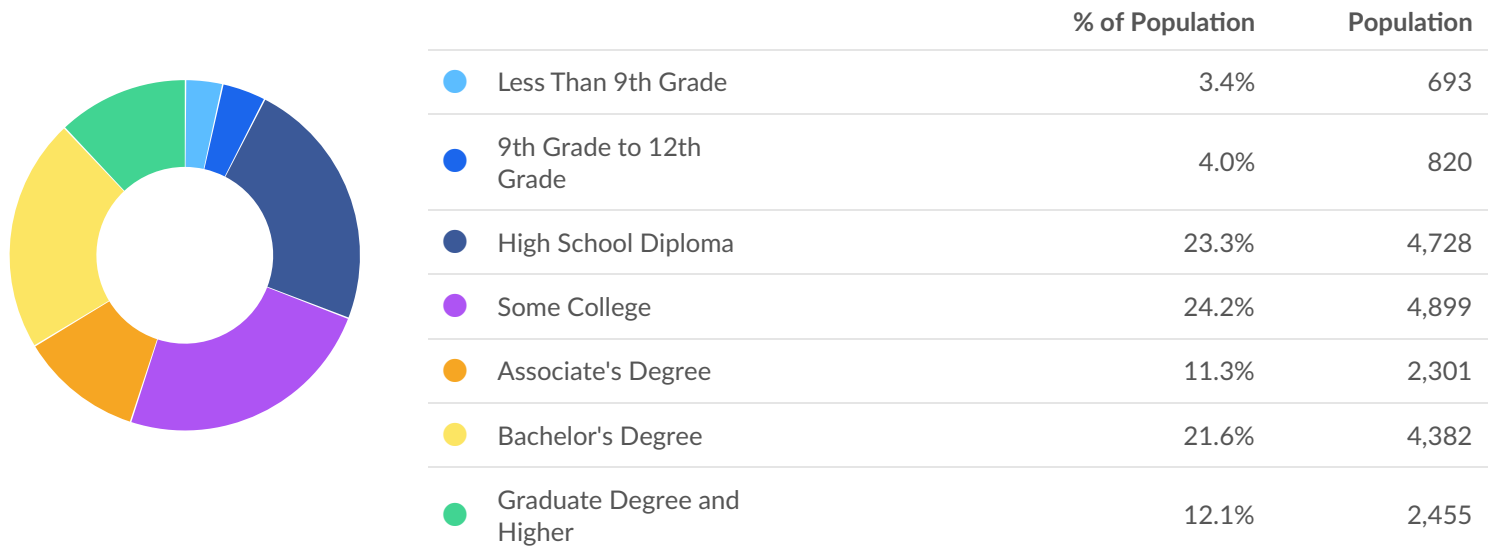 % of Population Population
Less Than 9th Grade 3.4% 693
9th Grade to 12th
Grade 4.0% 820
High School Diploma 23.3% 4,728
Some College 24.2% 4,899
Associate's Degree 11.3% 2,301
Bachelor's Degree 21.6% 4,382
Graduate Degree and
Higher 12.1% 2,455